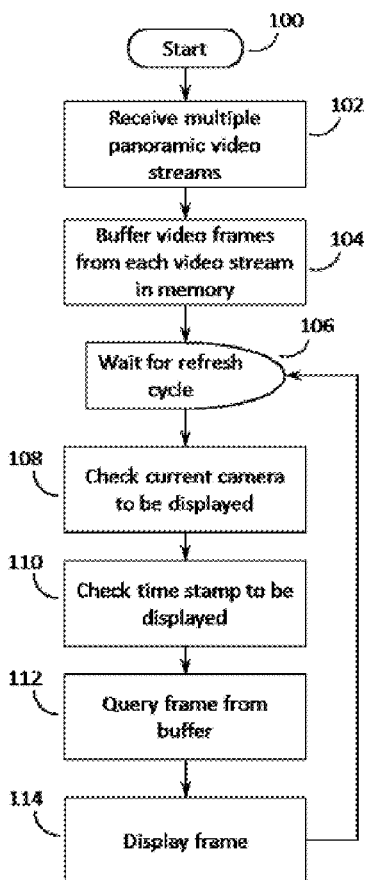 Start
100
Receive multiple
panoramic video
streams
102
Buffer video frames
from each video stream
in memory
104
106
Wait for refresh
cycle
108
Check current camera
to be displayed
110
Check time stamp to be
displayed
112
Query frame from
buffer
114
Display frame